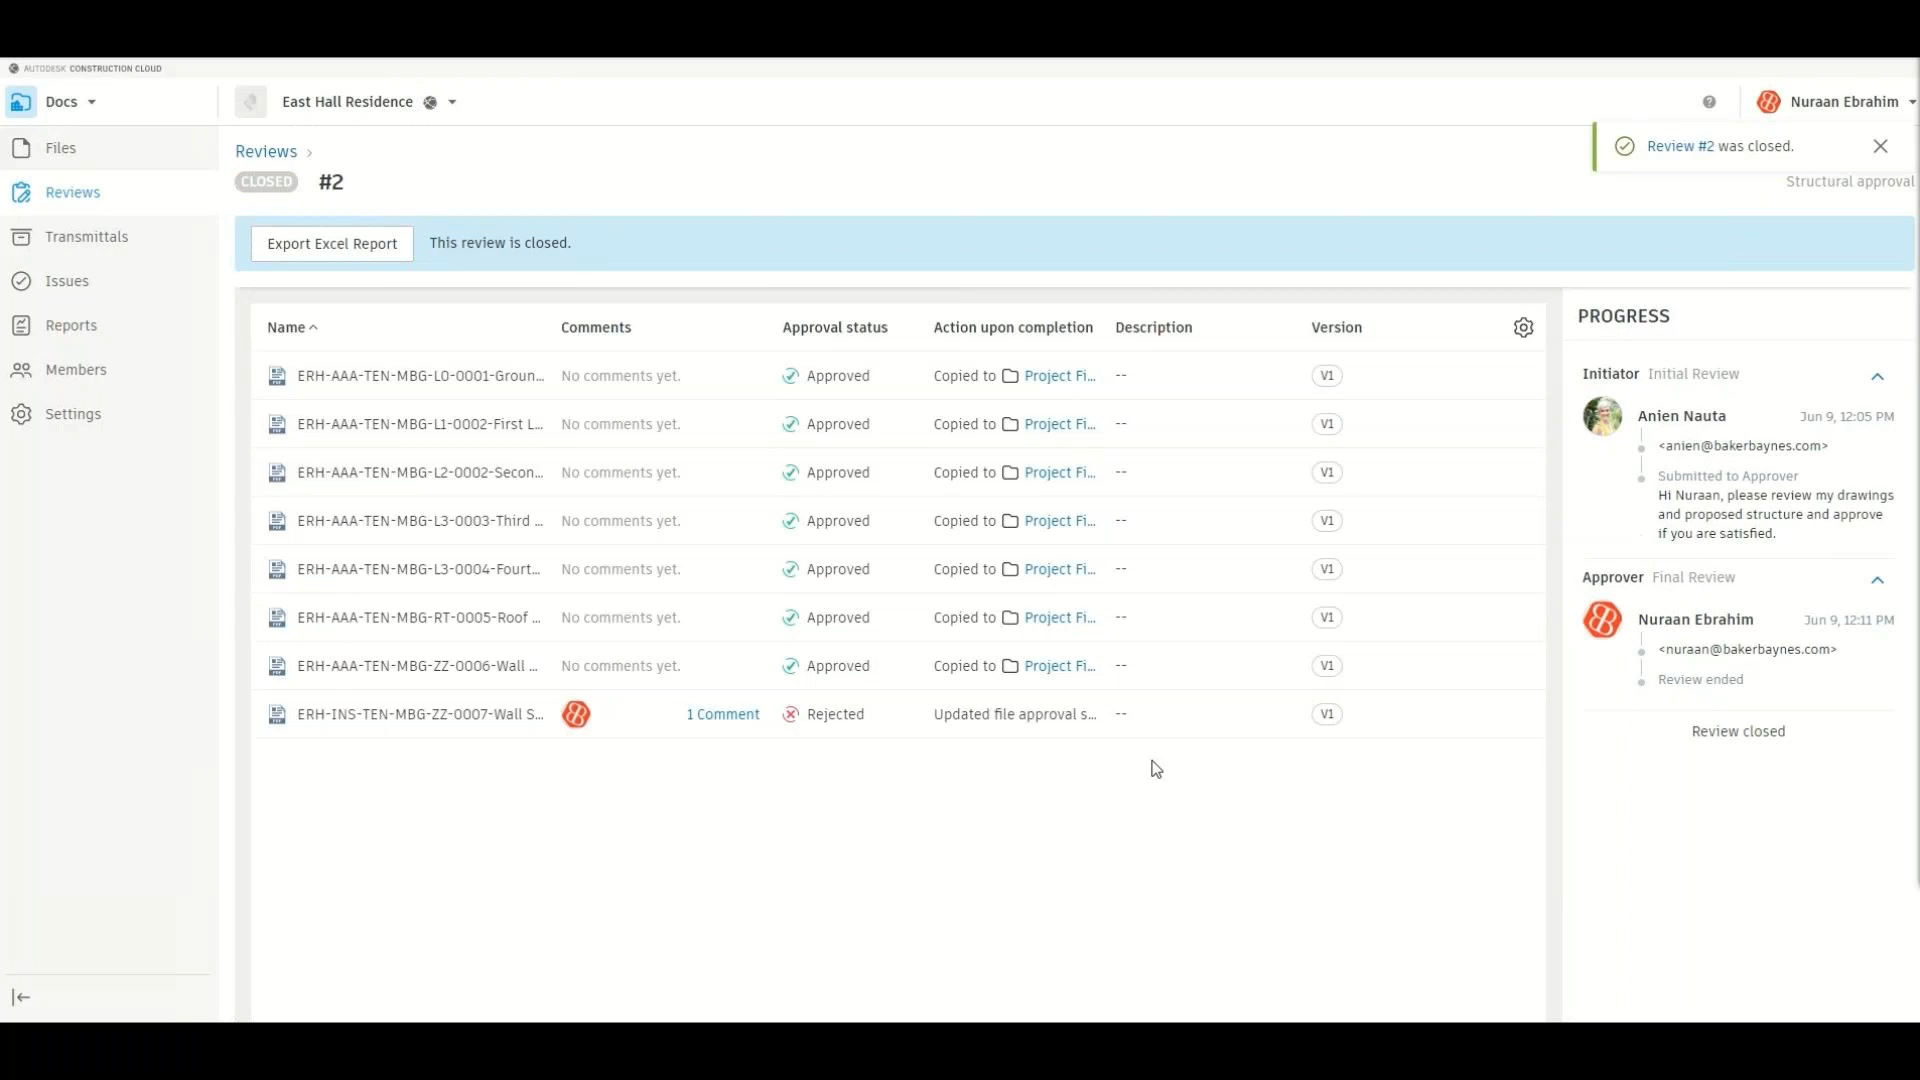 AUTODESK CONSTRUCTION CLOUD
Docs
East Hall Residence
Nuraan Ebrahim
Files
Reviews
Transmittals
Issues
Reports
Members
Settings
Reviews
CLOSED #2
Review #2 was closed.
Structural approval
Export Excel Report
This review is closed.
Name Comments Approval status Action upon completion Description Version
ERH-AAA-TEN-MBG-L0-0001-Groun... No comments yet. Approved Copied to Project Fi... -- V1
ERH-AAA-TEN-MBG-L1-0002-First L... No comments yet. Approved Copied to Project Fi... -- V1
ERH-AAA-TEN-MBG-L2-0002-Secon... No comments yet. Approved Copied to Project Fi... -- V1
ERH-AAA-TEN-MBG-L3-0003-Third ... No comments yet. Approved Copied to Project Fi... -- V1
ERH-AAA-TEN-MBG-L3-0004-Fourt... No comments yet. Approved Copied to Project Fi... -- V1
ERH-AAA-TEN-MBG-RT-0005-Roof ... No comments yet. Approved Copied to Project Fi... -- V1
ERH-AAA-TEN-MBG-ZZ-0006-Wall ... No comments yet. Approved Copied to Project Fi... -- V1
ERH-INS-TEN-MBG-ZZ-0007-Wall S... 1 Comment Rejected Updated file approval s... -- V1
PROGRESS
Initiator Initial Review
Anien Nauta Jun 9, 12:05 PM
<anien@bakerbaynes.com>
Submitted to Approver
Hi Nuraan, please review my drawings
and proposed structure and approve
if you are satisfied.
Approver Final Review
Nuraan Ebrahim Jun 9, 12:11 PM
<nuraan@bakerbaynes.com>
Review ended
Review closed